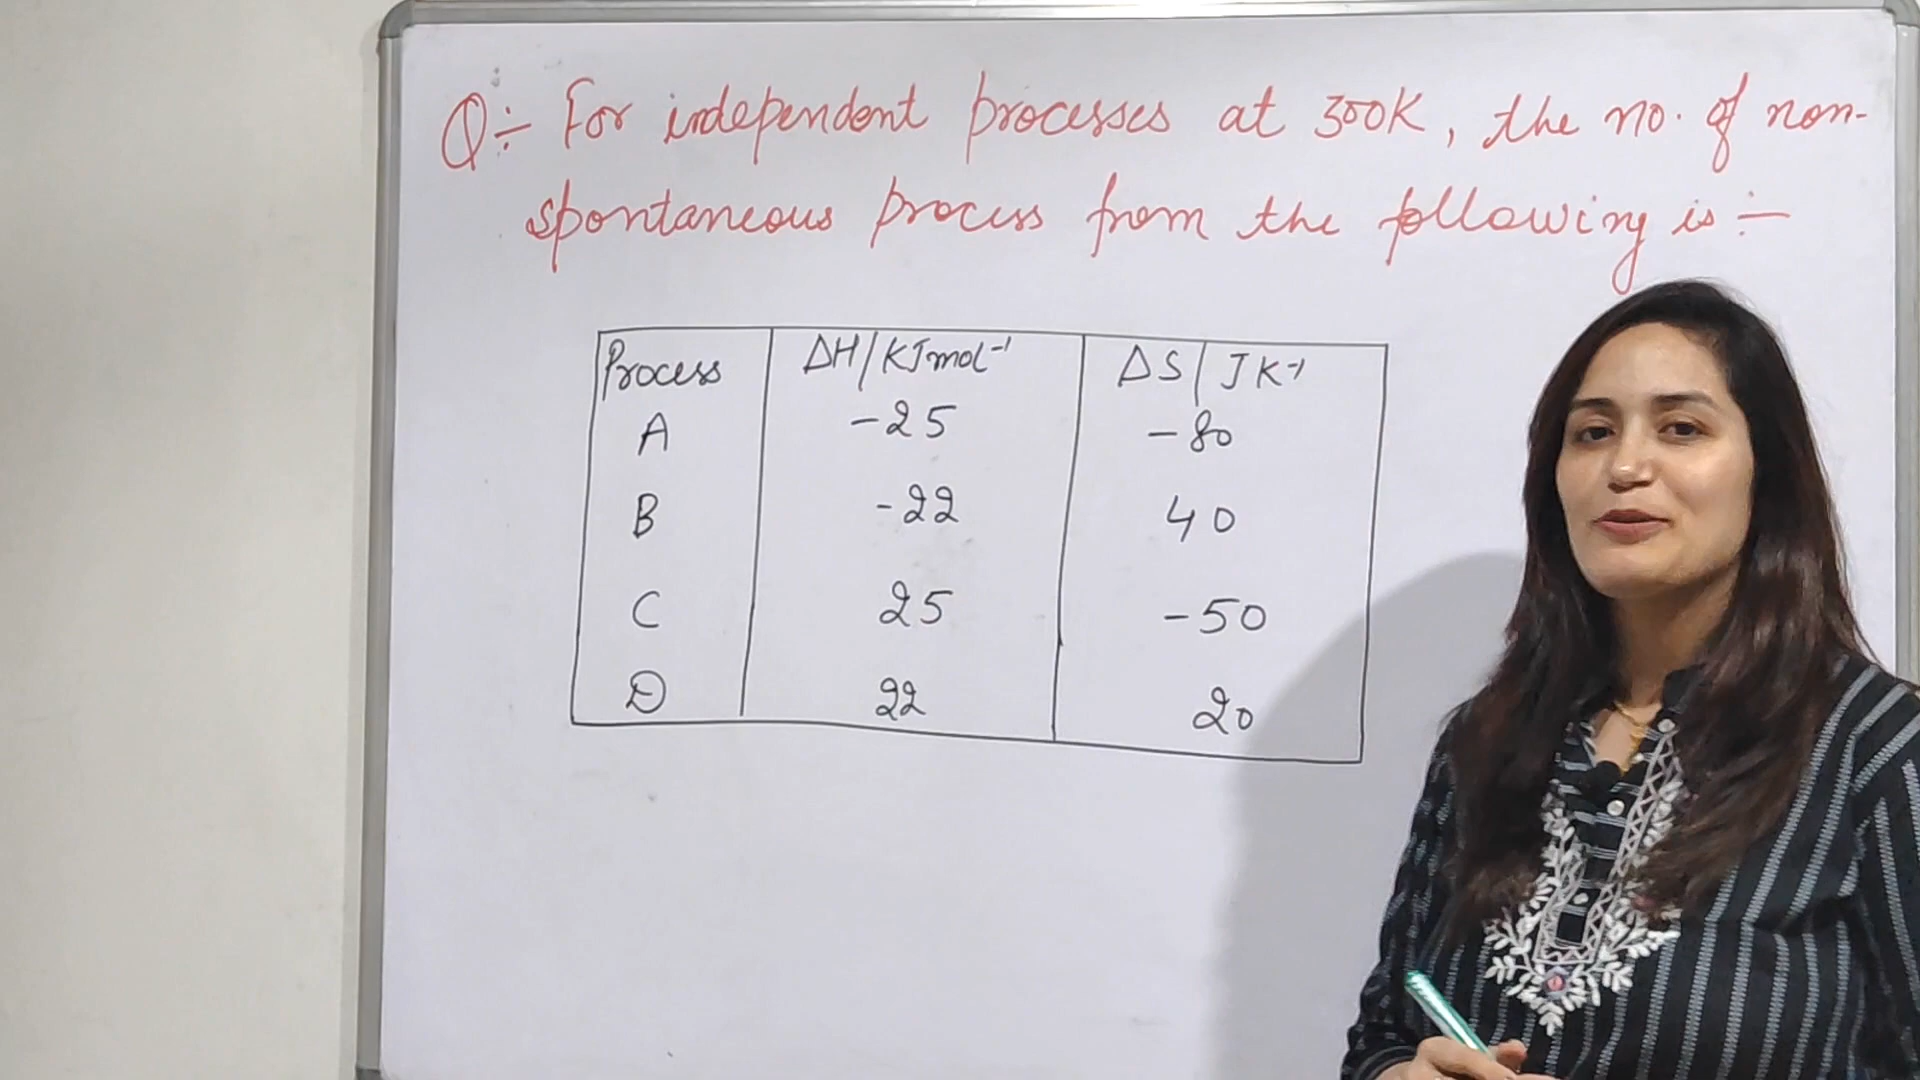 Q:- For independent processes at 300K, the no. of non-
spontaneous process from the following is :-
Process ΔH/KJmol⁻¹ ΔS/JK⁻¹
A -25 -80
B -22 40
C 25 -50
D 22 20